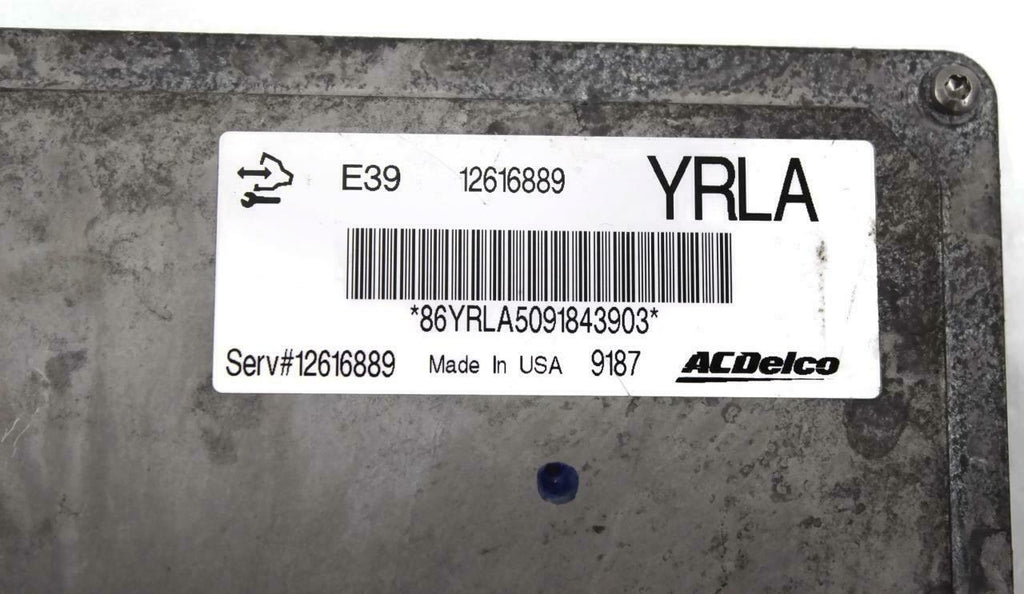 E39 12616889 YRLA
*86YRLA5091843903*
Serv#12616889 Made In USA 9187 ACDelco